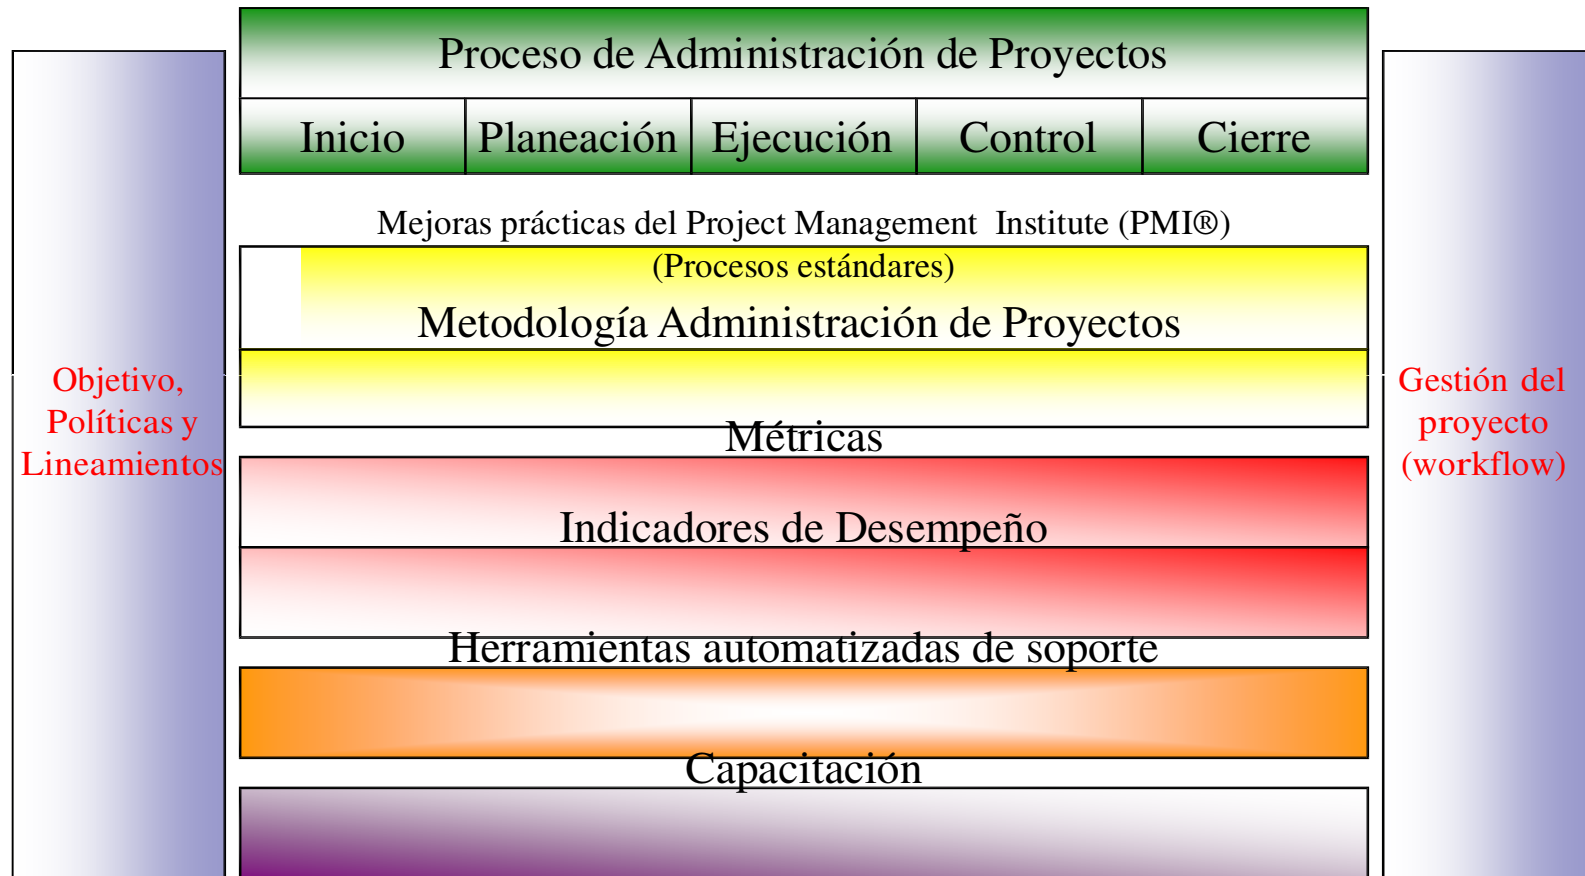 Proceso de Administración de Proyectos
Inicio
Planeación
Ejecución
Control
Cierre
Mejoras prácticas del Project Management Institute (PMI®)
(Procesos estándares)
Metodología Administración de Proyectos
Objetivo,
Políticas y
Lineamientos
Gestión del
proyecto
(workflow)
Métricas
Indicadores de Desempeño
Herramientas automatizadas de soporte
Capacitación